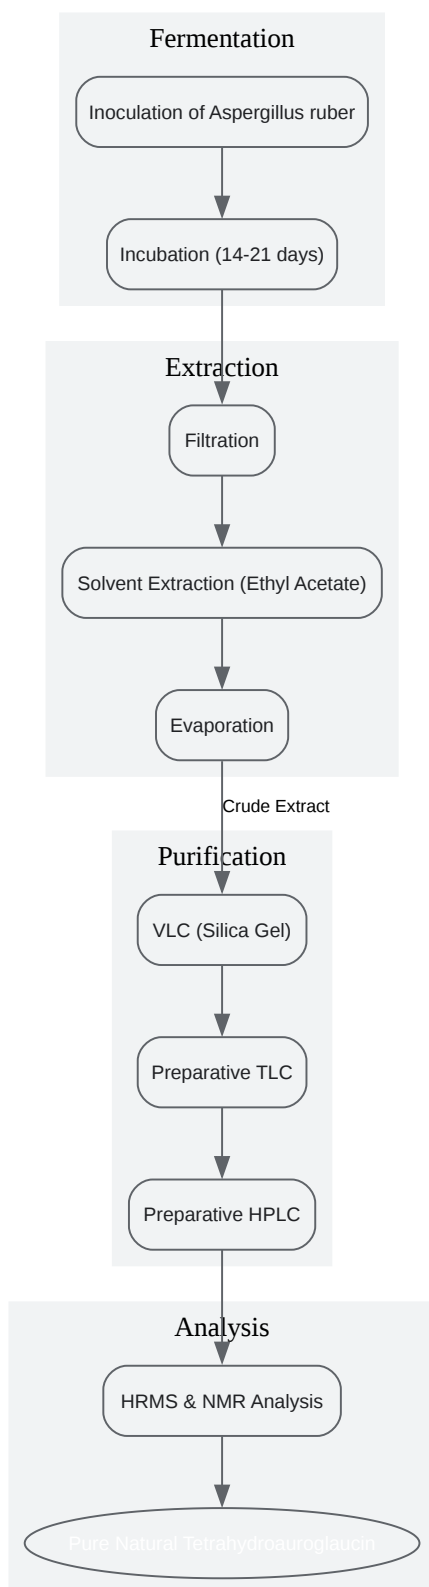 Fermentation
Inoculation of Aspergillus ruber
Incubation (14-21 days)
Extraction
Filtration
Solvent Extraction (Ethyl Acetate)
Evaporation
Crude Extract
Purification
VLC (Silica Gel)
Preparative TLC
Preparative HPLC
Analysis
HRMS & NMR Analysis
Pure Natural Tetrahydroauroglaucin